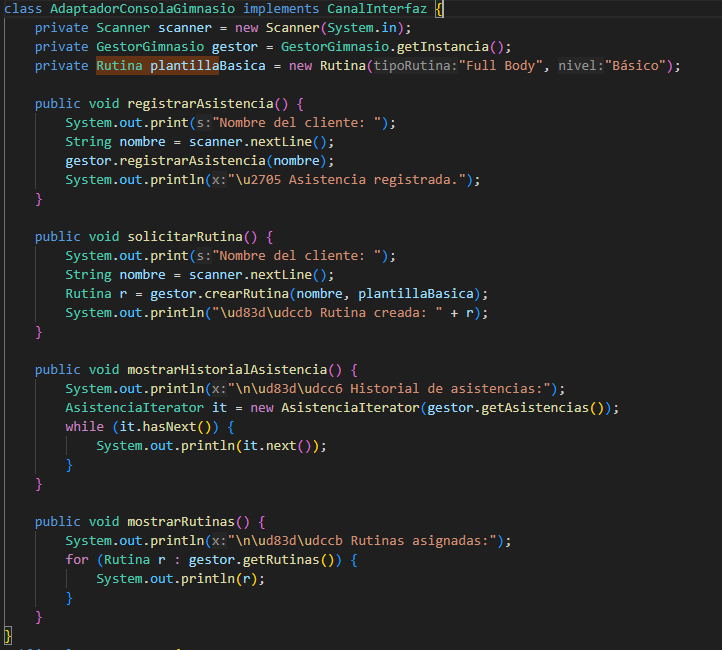 class AdaptadorConsolaGimnasio implements CanalInterfaz {
    private Scanner scanner = new Scanner(System.in);
    private GestorGimnasio gestor = GestorGimnasio.getInstancia();
    private Rutina plantillaBasica = new Rutina(tipoRutina:"Full Body", nivel:"Básico");

    public void registrarAsistencia() {
        System.out.print(s:"Nombre del cliente: ");
        String nombre = scanner.nextLine();
        gestor.registrarAsistencia(nombre);
        System.out.println(x:"\u2705 Asistencia registrada.");
    }

    public void solicitarRutina() {
        System.out.print(s:"Nombre del cliente: ");
        String nombre = scanner.nextLine();
        Rutina r = gestor.crearRutina(nombre, plantillaBasica);
        System.out.println("\ud83d\udccb Rutina creada: " + r);
    }

    public void mostrarHistorialAsistencia() {
        System.out.println(x:"\n\ud83d\udcc6 Historial de asistencias:");
        AsistenciaIterator it = new AsistenciaIterator(gestor.getAsistencias());
        while (it.hasNext()) {
            System.out.println(it.next());
        }
    }

    public void mostrarRutinas() {
        System.out.println(x:"\n\ud83d\udccb Rutinas asignadas:");
        for (Rutina r : gestor.getRutinas()) {
            System.out.println(r);
        }
    }
}